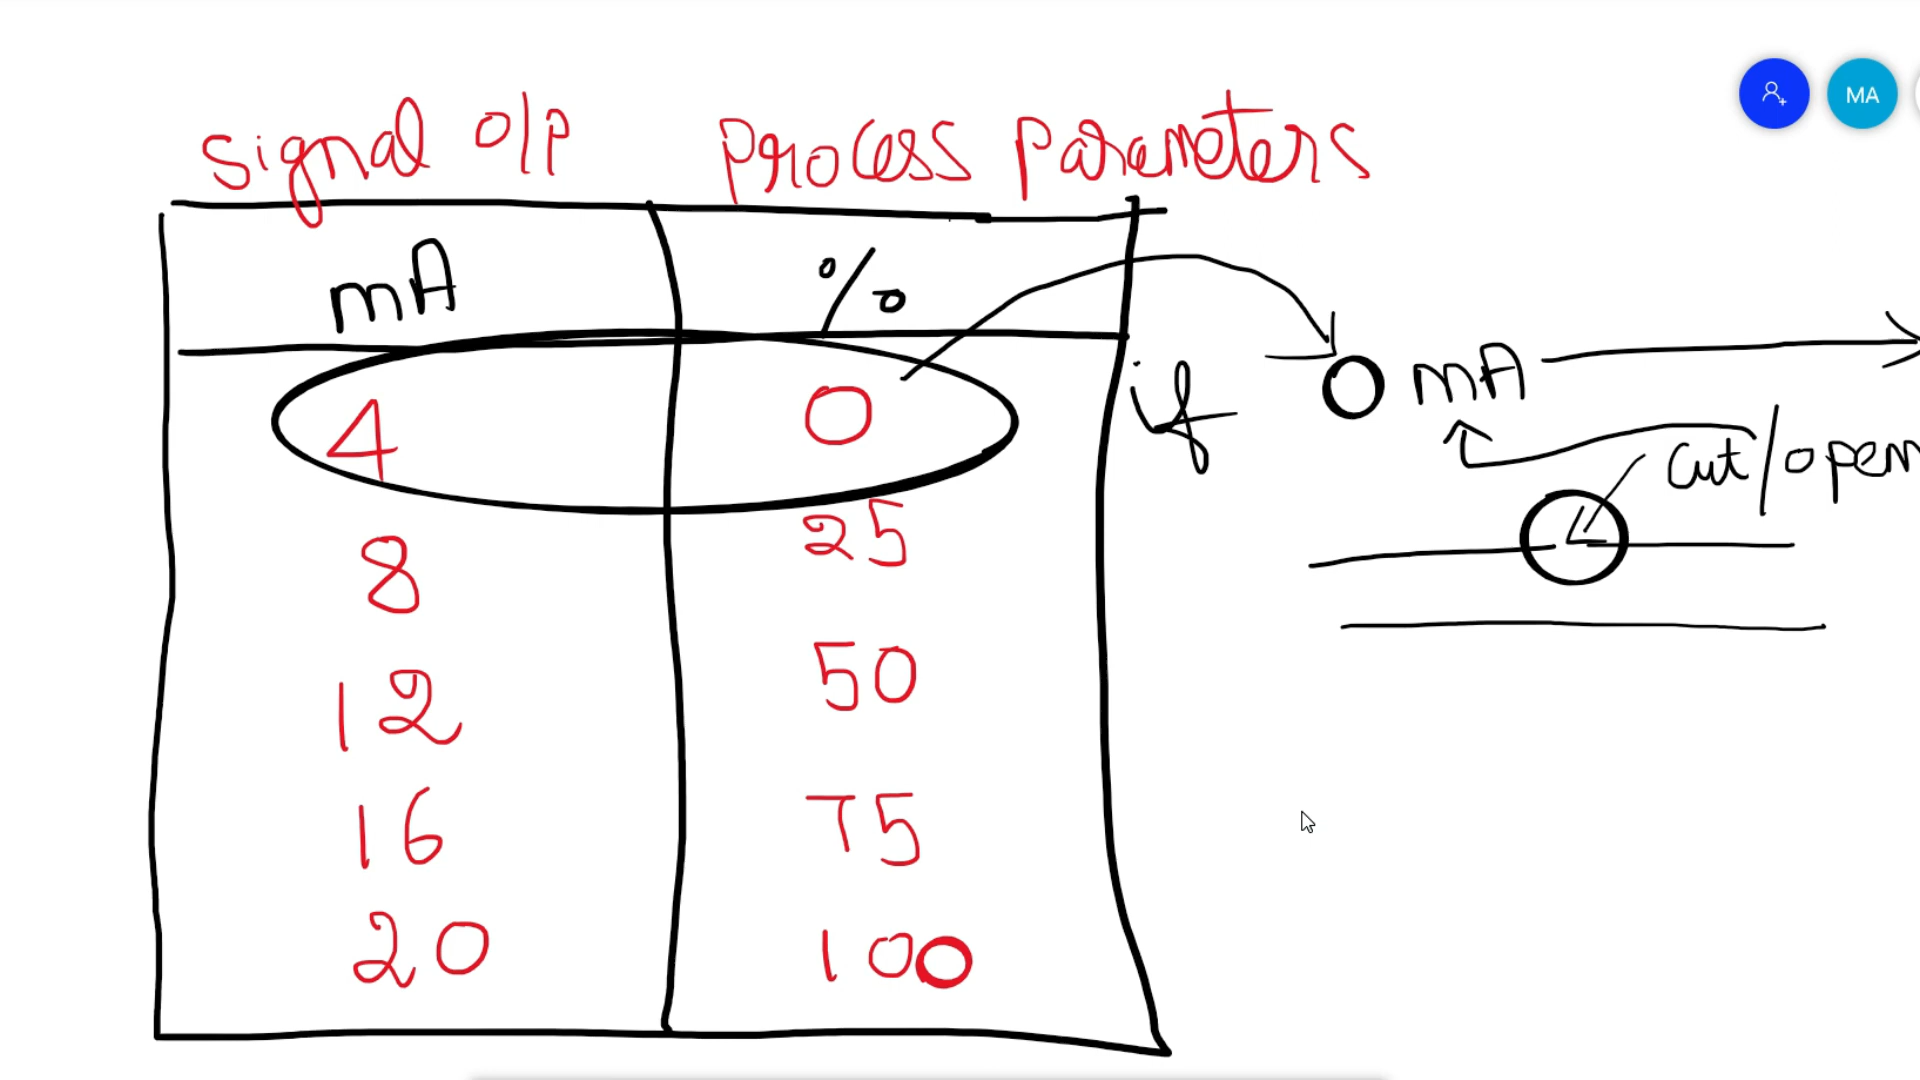 MA
Signal o/p Process Parameters
mA %
4 0
if 0 mA
cut/open
8 25
12 50
16 75
20 100